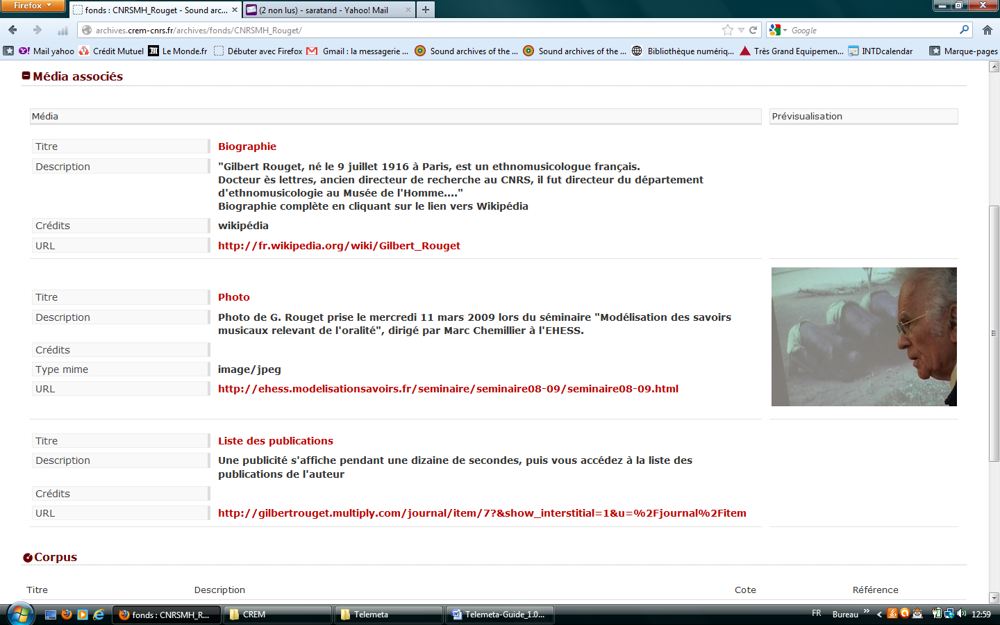 Firefox
fonds : CNRSMH_Rouget - Sound arc...
(2 non lus) - saratand - Yahoo! Mail
archives.crem-cnrs.fr/archives/fonds/CNRSMH_Rouget/
Google
Mail yahoo
Crédit Mutuel
Le Monde.fr
Débuter avec Firefox
Gmail : la messagerie ...
Sound archives of the ...
Sound archives of the ...
Bibliothèque numériq...
Très Grand Equipemen...
INTDcalendar
Marque-pages
Média associés
Média
Prévisualisation
Titre
Biographie
Description
"Gilbert Rouget, né le 9 juillet 1916 à Paris, est un ethnomusicologue français.
Docteur ès lettres, ancien directeur de recherche au CNRS, il fut directeur du département
d'ethnomusicologie au Musée de l'Homme...."
Biographie complète en cliquant sur le lien vers Wikipédia
Crédits
wikipédia
URL
http://fr.wikipedia.org/wiki/Gilbert_Rouget
Titre
Photo
Description
Photo de G. Rouget prise le mercredi 11 mars 2009 lors du séminaire "Modélisation des savoirs
musicaux relevant de l'oralité", dirigé par Marc Chemillier à l'EHESS.
Crédits
Type mime
image/jpeg
URL
http://ehess.modelisationsavoirs.fr/seminaire/seminaire08-09/seminaire08-09.html
Titre
Liste des publications
Description
Une publicité s'affiche pendant une dizaine de secondes, puis vous accédez à la liste des
publications de l'auteur
Crédits
URL
http://gilbertrouget.multiply.com/journal/item/7?&show_interstitial=1&u=%2Fjournal%2Fitem
Corpus
Titre
Description
Cote
Référence
fonds : CNRSMH_R...
CREM
Telemeta
Telemeta-Guide_1.0...
FR
Bureau
12:59